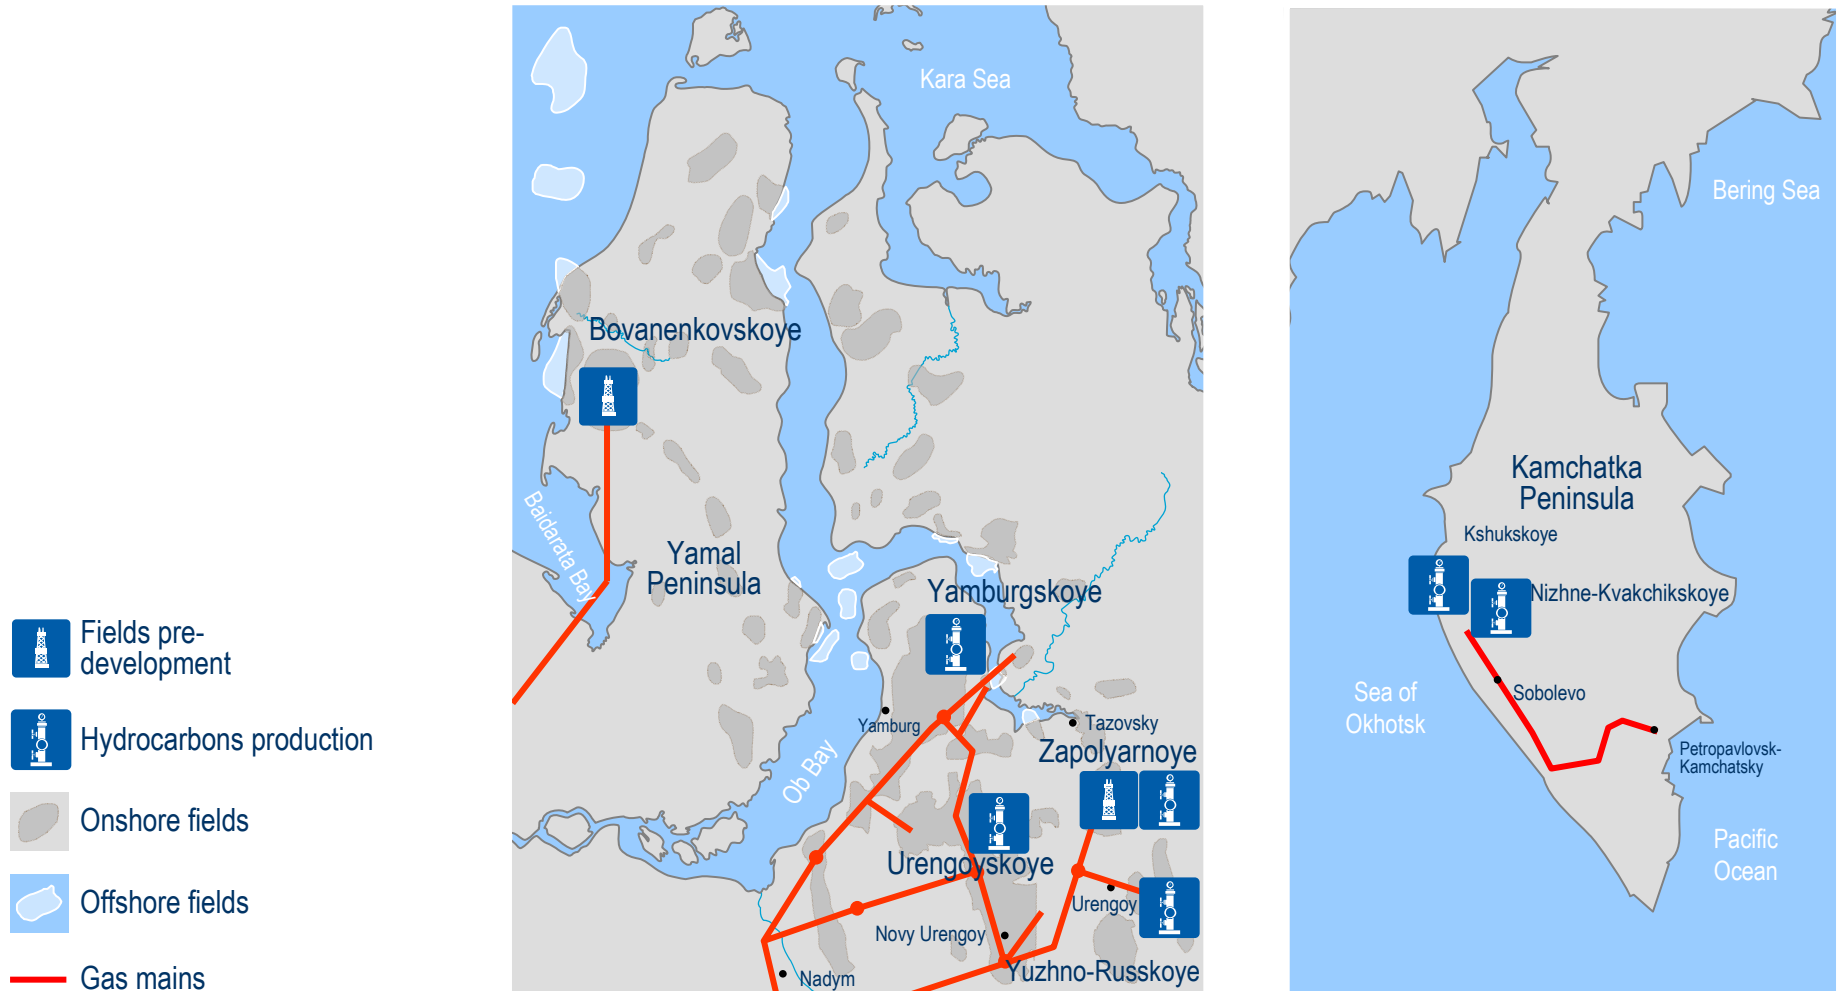 Fields pre-
development
Hydrocarbons production
Onshore fields
Offshore fields
Gas mains
Kara Sea
Bovanenkovskoye
Baidarata Bay
Yamal
Peninsula
Yamburgskoye
Yamburg
Tazovsky
Zapolyarnoye
Ob Bay
Urengoyskoye
Urengoy
Novy Urengoy
Yuzhno-Russkoye
Nadym
Bering Sea
Kamchatka
Peninsula
Kshukskoye
Nizhne-Kvakchikskoye
Sea of
Okhotsk
Sobolevo
Petropavlovsk-
Kamchatsky
Pacific
Ocean